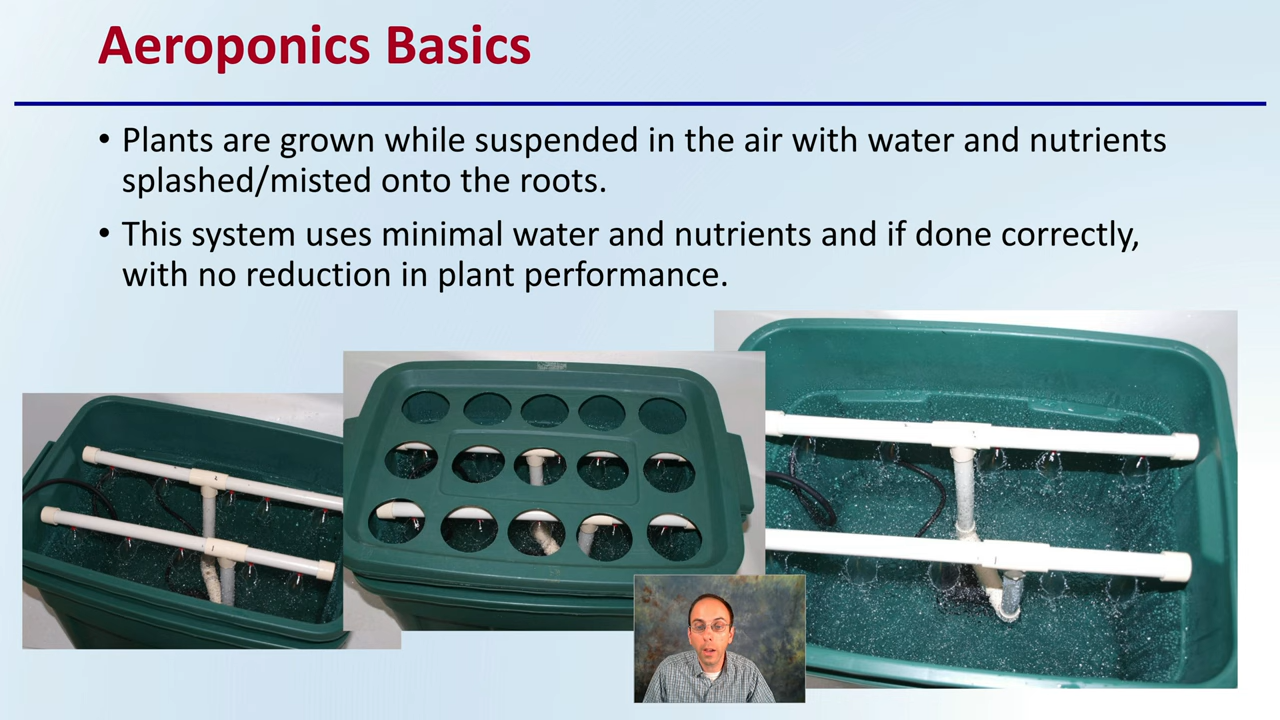 Aeroponics Basics
• Plants are grown while suspended in the air with water and nutrients
splashed/misted onto the roots.
• This system uses minimal water and nutrients and if done correctly,
with no reduction in plant performance.